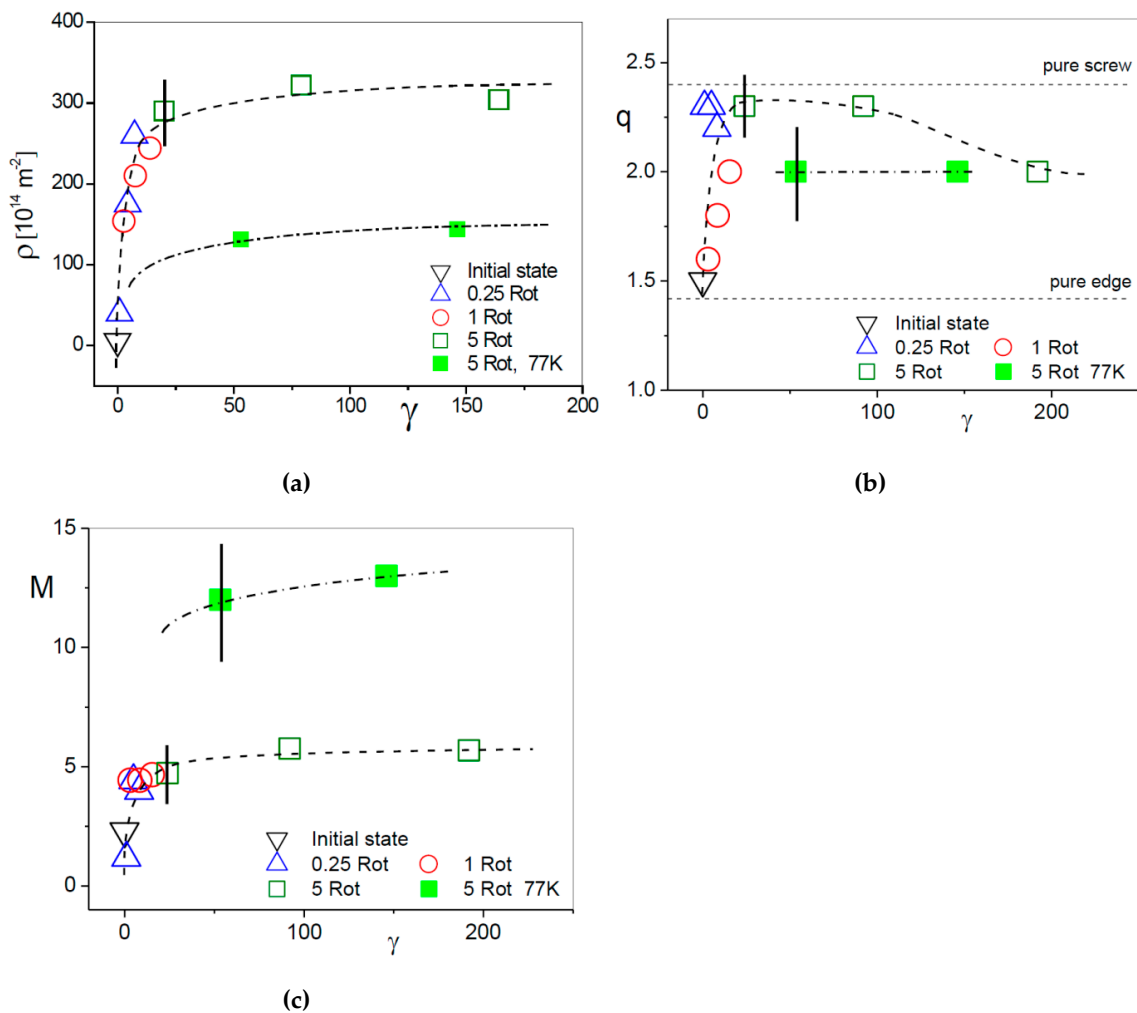 400
300
200
100
0
ρ [10¹⁴ m⁻²]
Initial state
0.25 Rot
1 Rot
5 Rot
5 Rot, 77K
0 50 100 150 200
γ
(a)
2.5
2.0
1.5
1.0
q
pure screw
pure edge
Initial state
0.25 Rot 1 Rot
5 Rot 5 Rot 77K
0 100 200
γ
(b)
15
10
5
0
M
Initial state
0.25 Rot 1 Rot
5 Rot 5 Rot 77K
0 100 200
γ
(c)